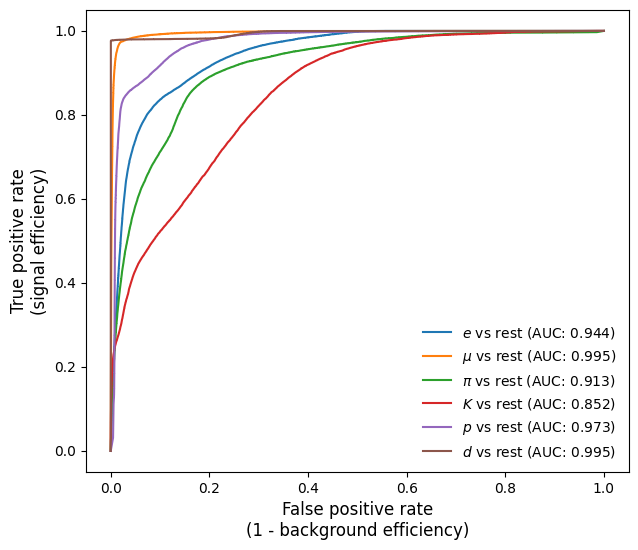 1.0
0.8
0.6
0.4
0.2
0.0
True positive rate
(signal efficiency)
e vs rest (AUC: 0.944)
μ vs rest (AUC: 0.995)
π vs rest (AUC: 0.913)
K vs rest (AUC: 0.852)
p vs rest (AUC: 0.973)
d vs rest (AUC: 0.995)
0.0 0.2 0.4 0.6 0.8 1.0
False positive rate
(1 - background efficiency)